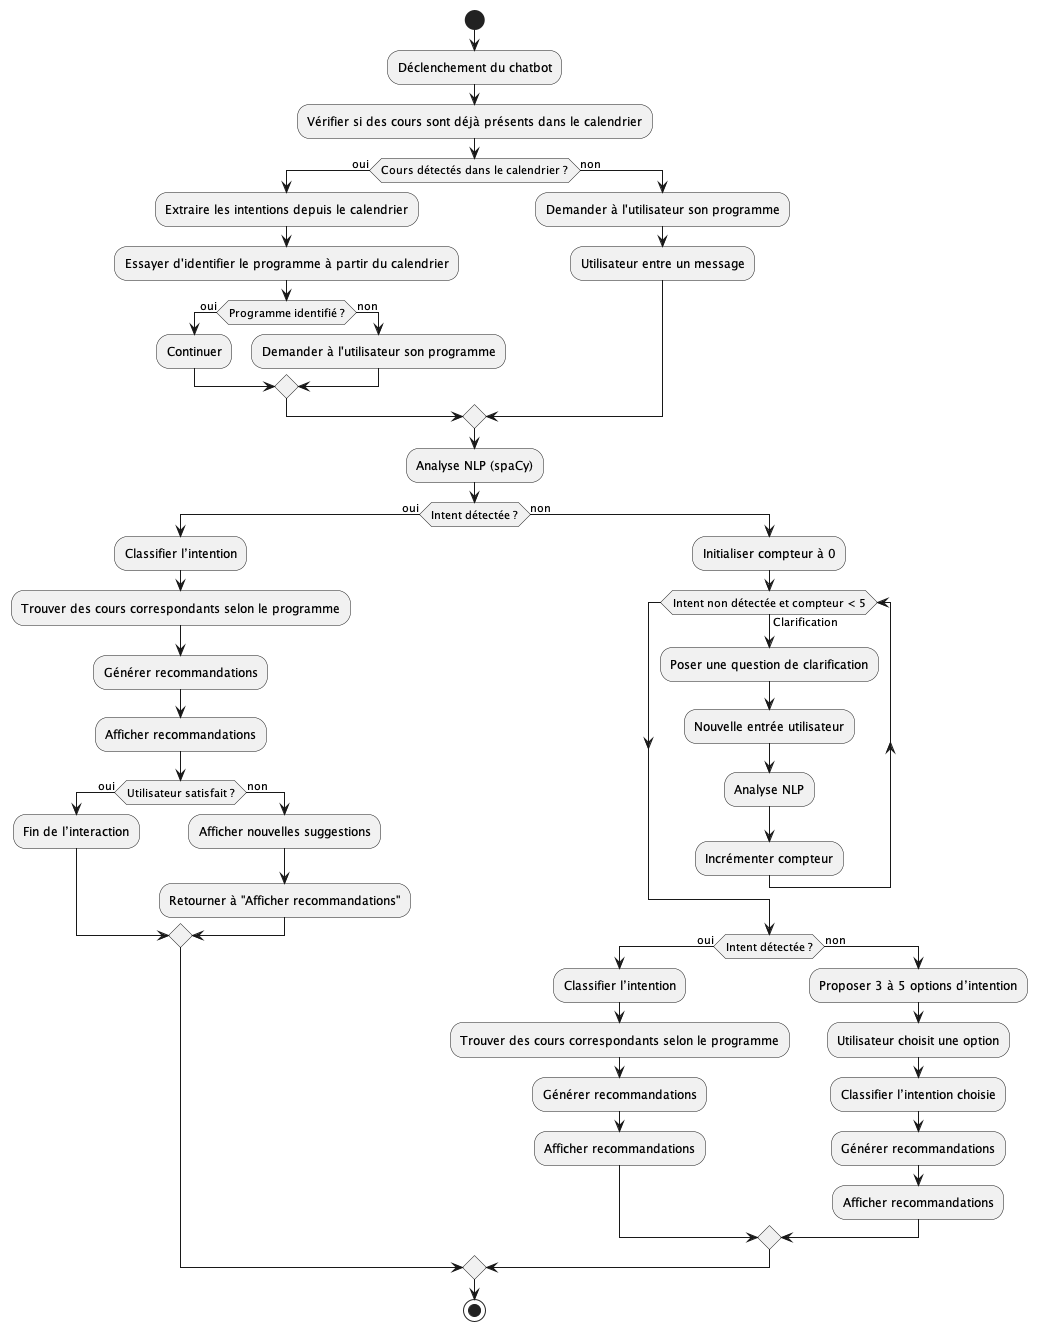 Déclenchement du chatbot
Vérifier si des cours sont déjà présents dans le calendrier
oui
Cours détectés dans le calendrier ?
non
Extraire les intentions depuis le calendrier
Demander à l'utilisateur son programme
Essayer d'identifier le programme à partir du calendrier
Utilisateur entre un message
oui
Programme identifié ?
non
Continuer
Demander à l'utilisateur son programme
Analyse NLP (spaCy)
oui
Intent détectée ?
non
Classifier l’intention
Initialiser compteur à 0
Trouver des cours correspondants selon le programme
Intent non détectée et compteur < 5
Clarification
Générer recommandations
Poser une question de clarification
Afficher recommandations
Nouvelle entrée utilisateur
oui
Utilisateur satisfait ?
non
Analyse NLP
Fin de l’interaction
Afficher nouvelles suggestions
Incrémenter compteur
Retourner à "Afficher recommandations"
oui
Intent détectée ?
non
Classifier l’intention
Proposer 3 à 5 options d’intention
Trouver des cours correspondants selon le programme
Utilisateur choisit une option
Générer recommandations
Classifier l’intention choisie
Afficher recommandations
Générer recommandations
Afficher recommandations